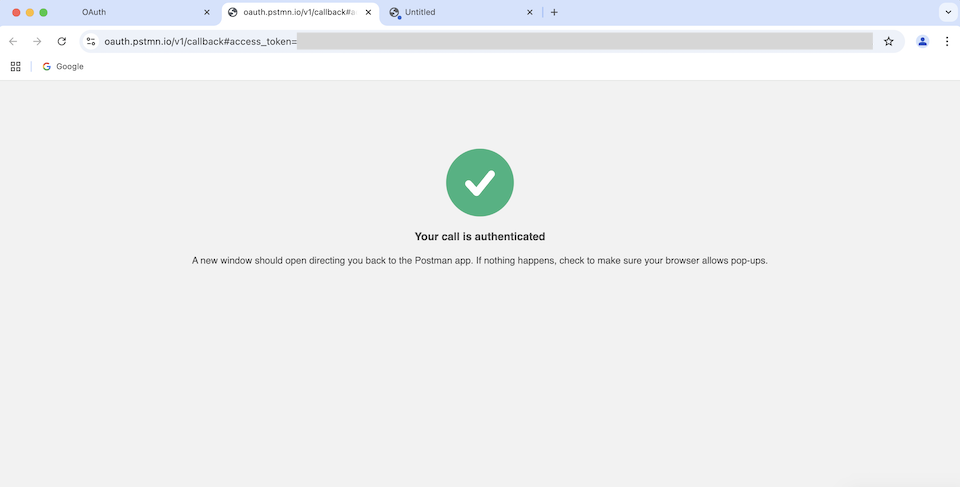 OAuth
oauth.pstmn.io/v1/callback#a
Untitled
oauth.pstmn.io/v1/callback#access_token=
Google
Your call is authenticated
A new window should open directing you back to the Postman app. If nothing happens, check to make sure your browser allows pop-ups.